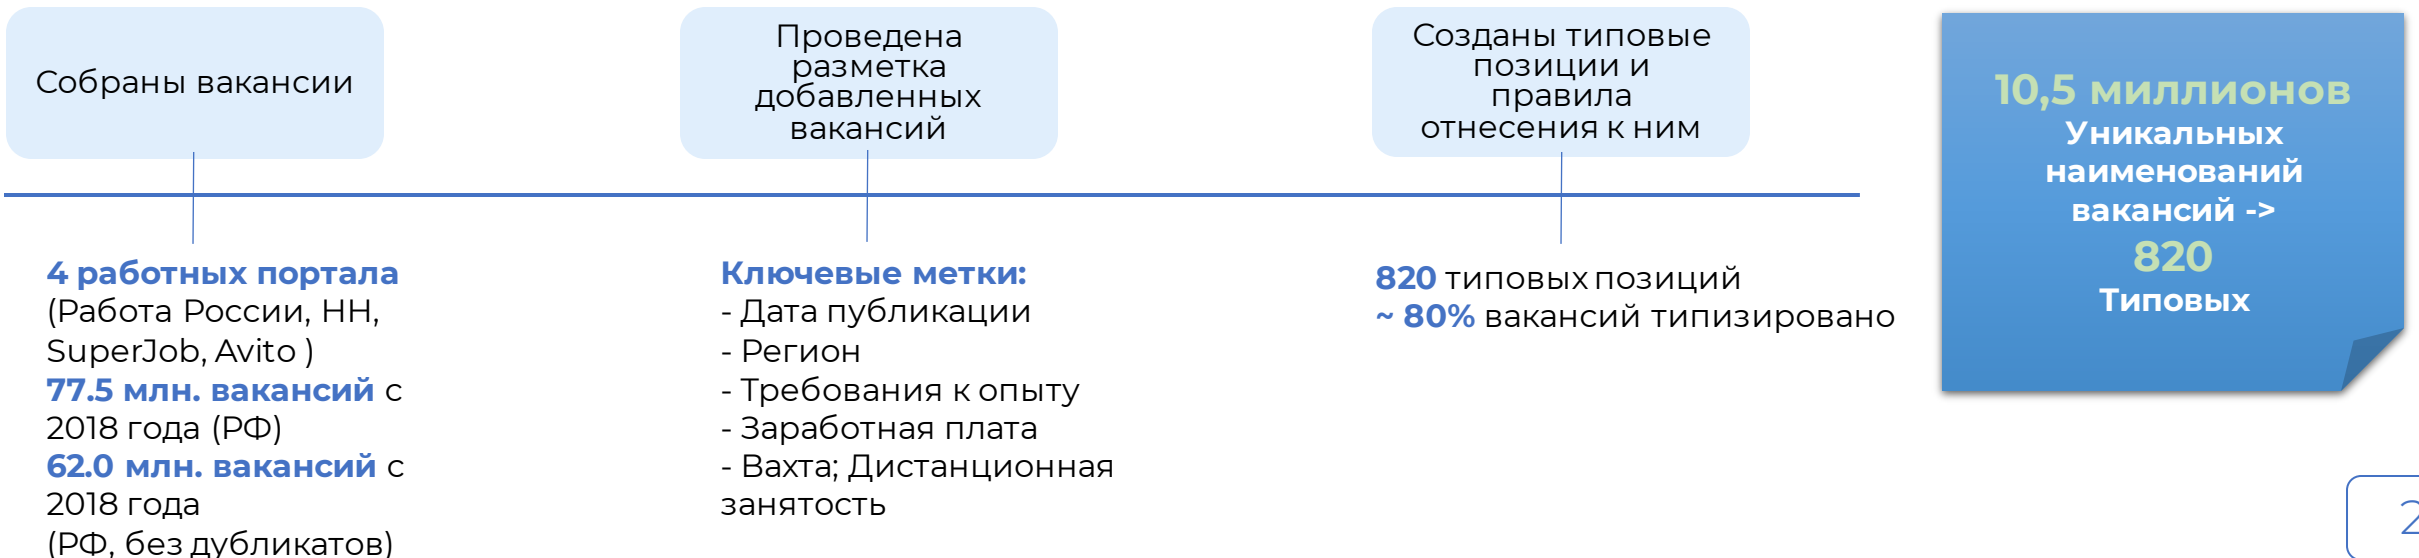 Собраны вакансии
4 работных портала
(Работа России, HH,
SuperJob, Avito )
77.5 млн. вакансий с
2018 года (РФ)
62.0 млн. вакансий с
2018 года
(РФ, без дубликатов)
Проведена
разметка
добавленных
вакансий
Ключевые метки:
- Дата публикации
- Регион
- Требования к опыту
- Заработная плата
- Вахта; Дистанционная
занятость
Созданы типовые
позиции и
правила
отнесения к ним
820 типовых позиций
~ 80% вакансий типизировано
10,5 миллионов
Уникальных
наименований
вакансий ->
820
Типовых
2